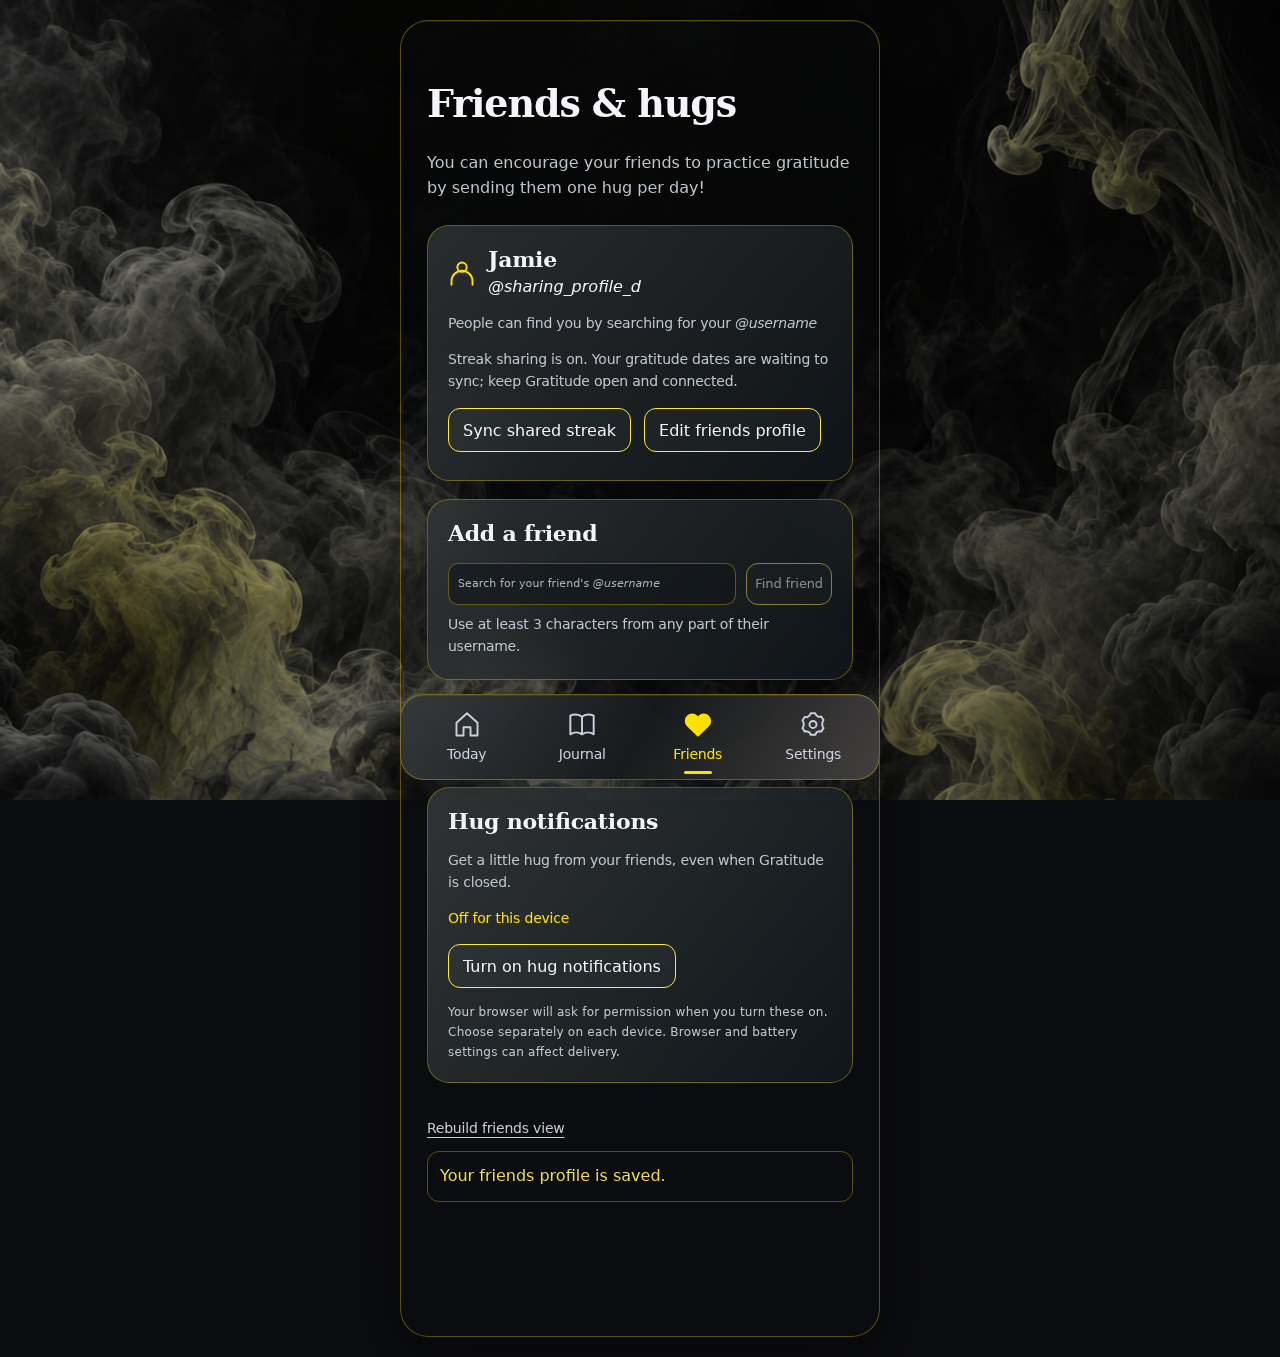 Friends & hugs
You can encourage your friends to practice gratitude
by sending them one hug per day!
Jamie
@sharing_profile_d
People can find you by searching for your @username
Streak sharing is on. Your gratitude dates are waiting to
sync; keep Gratitude open and connected.
Sync shared streak
Edit friends profile
Add a friend
Search for your friend's @username
Find friend
Use at least 3 characters from any part of their
username.
Today
Journal
Friends
Settings
Hug notifications
Get a little hug from your friends, even when Gratitude
is closed.
Off for this device
Turn on hug notifications
Your browser will ask for permission when you turn these on.
Choose separately on each device. Browser and battery
settings can affect delivery.
Rebuild friends view
Your friends profile is saved.